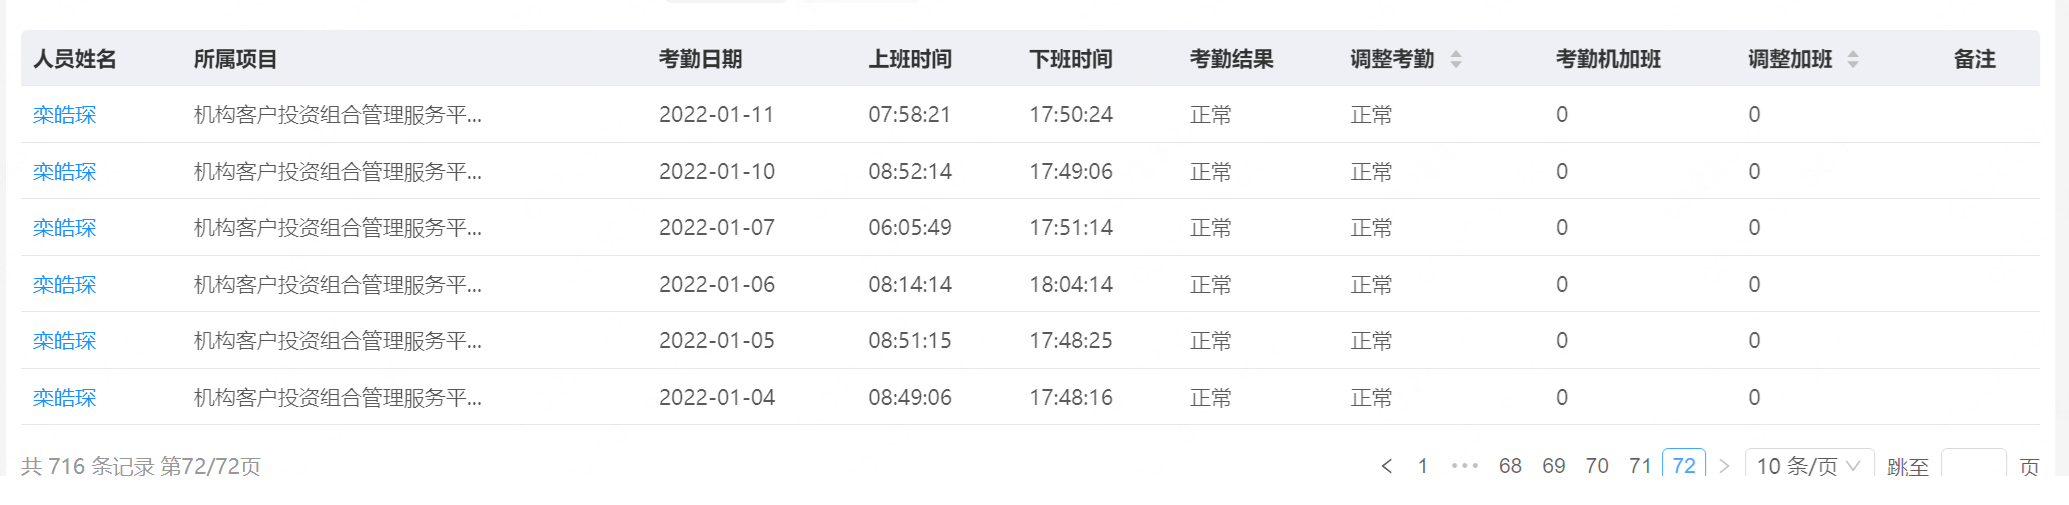 人员姓名 所属项目 考勤日期 上班时间 下班时间 考勤结果 调整考勤 考勤机加班 调整加班 备注
栾皓琛 机构客户投资组合管理服务平... 2022-01-11 07:58:21 17:50:24 正常 正常 0 0
栾皓琛 机构客户投资组合管理服务平... 2022-01-10 08:52:14 17:49:06 正常 正常 0 0
栾皓琛 机构客户投资组合管理服务平... 2022-01-07 06:05:49 17:51:14 正常 正常 0 0
栾皓琛 机构客户投资组合管理服务平... 2022-01-06 08:14:14 18:04:14 正常 正常 0 0
栾皓琛 机构客户投资组合管理服务平... 2022-01-05 08:51:15 17:48:25 正常 正常 0 0
栾皓琛 机构客户投资组合管理服务平... 2022-01-04 08:49:06 17:48:16 正常 正常 0 0
共 716 条记录 第72/72页 < 1 ••• 68 69 70 71 72 > 10 条/页 跳至 页